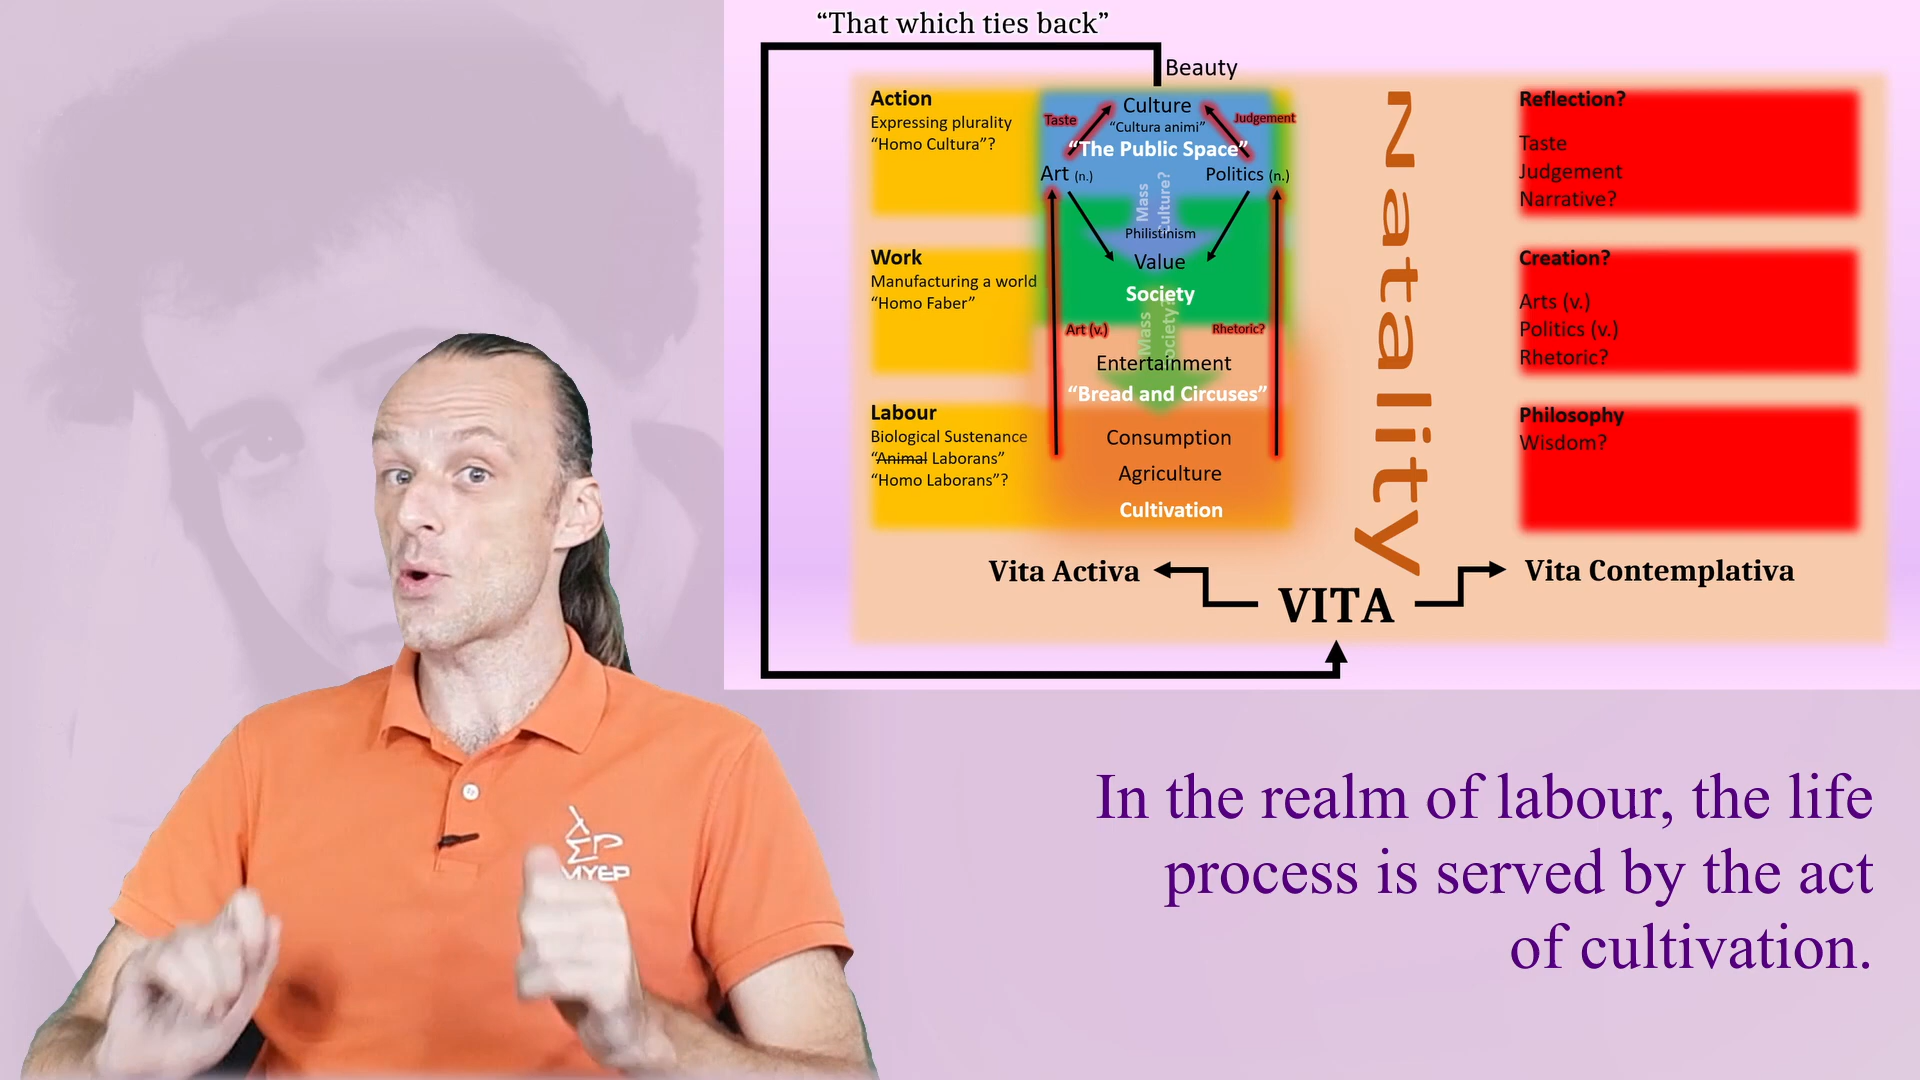 “That which ties back”
Beauty
Action
Expressing plurality
“Homo Cultura”?
Culture
“Cultura animi”
Taste
Judgement
“The Public Space”
Art (n.)
Politics (n.)
Mass
Culture?
Philistinism
Value
Society
Work
Manufacturing a world
“Homo Faber”
Mass
Society?
Art (v.)
Rhetoric?
Entertainment
“Bread and Circuses”
Labour
Biological Sustenance
“Animal Laborans”
“Homo Laborans”?
Consumption
Agriculture
Cultivation
Natality
Reflection?
Taste
Judgement
Narrative?
Creation?
Arts (v.)
Politics (v.)
Rhetoric?
Philosophy
Wisdom?
Vita Activa
VITA
Vita Contemplativa
MYEP
In the realm of labour, the life
process is served by the act
of cultivation.